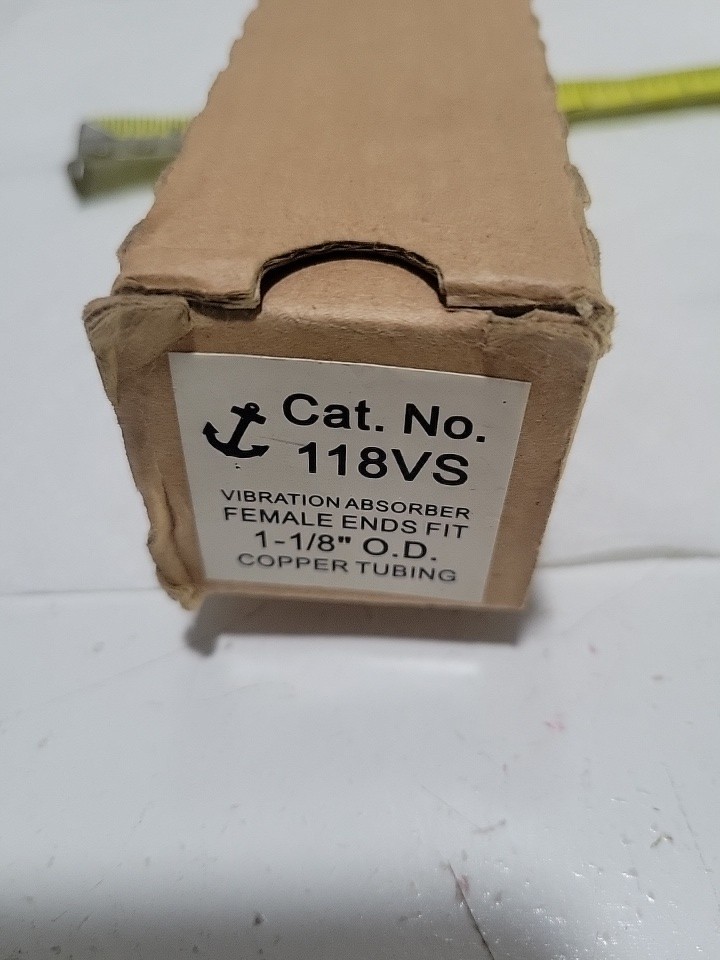 Cat. No.
118VS
VIBRATION ABSORBER
FEMALE ENDS FIT
1-1/8" O.D.
COPPER TUBING